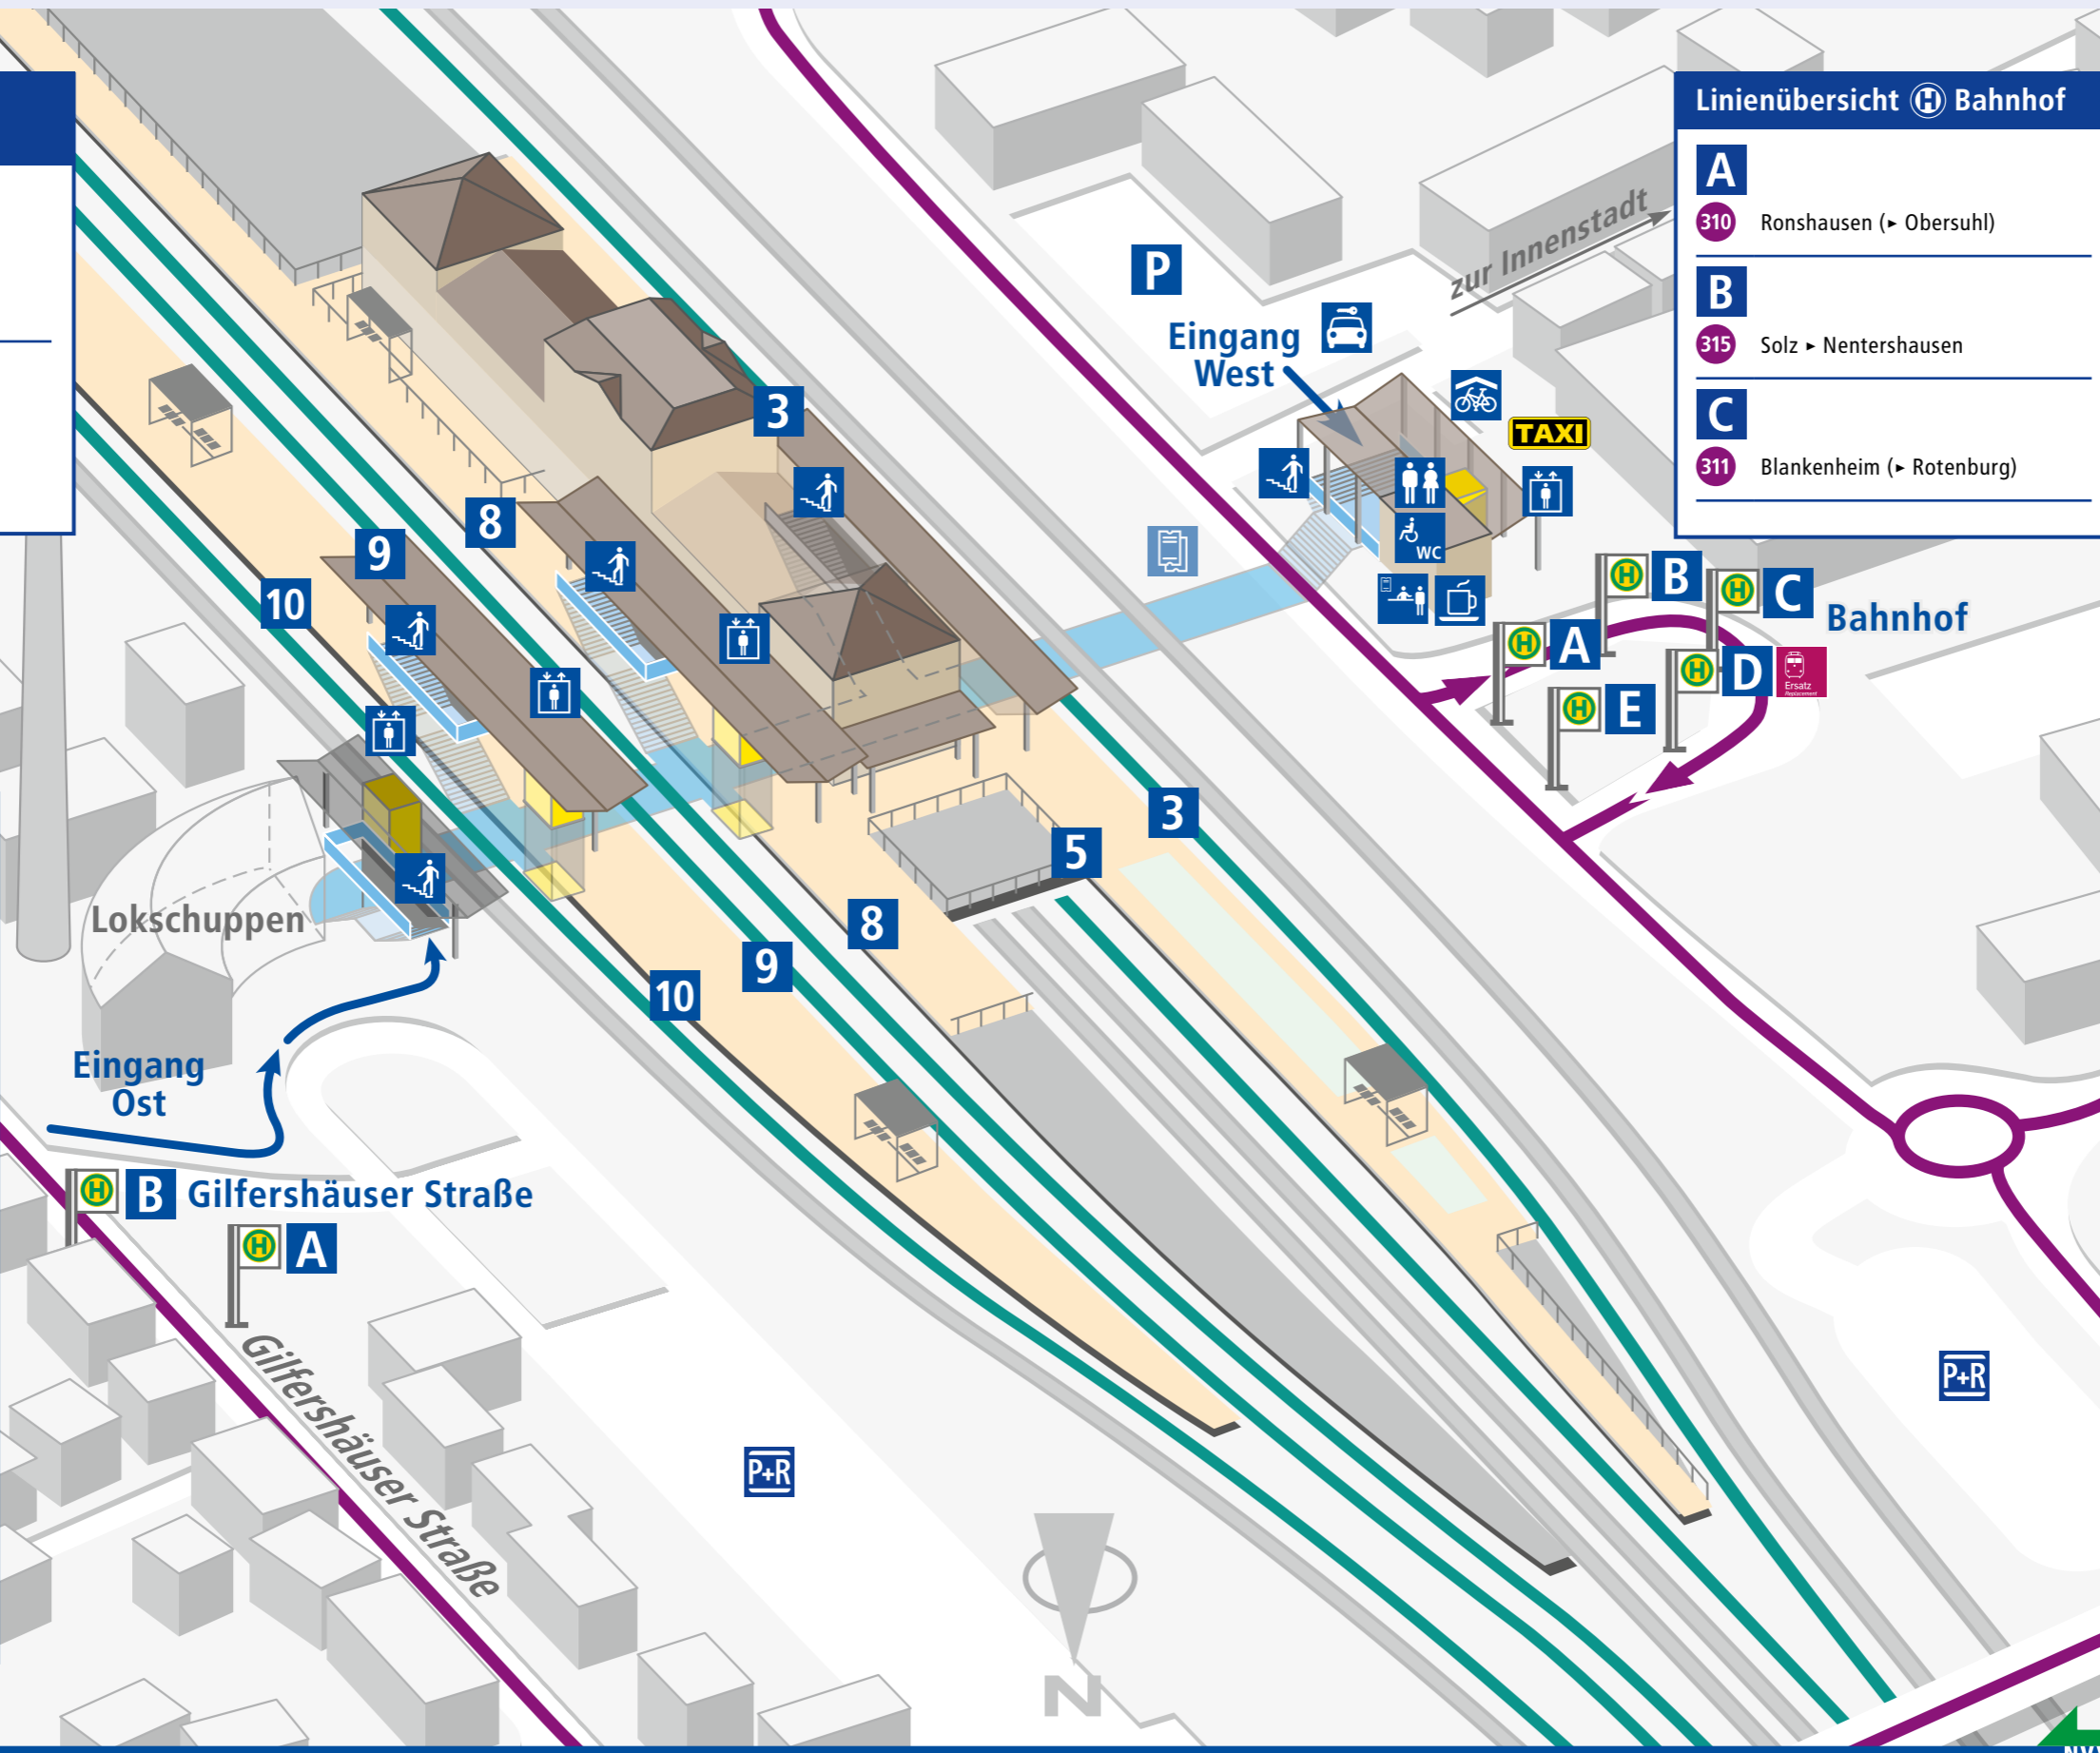 Linienübersicht H Bahnhof
A
310 Ronshausen (▸ Obersuhl)
B
315 Solz ▸ Nentershausen
C
311 Blankenheim (▸ Rotenburg)
zur Innenstadt
P
Eingang
West
TAXI
WC
3
8
9
10
H B
H C
Bahnhof
H A
H D
Ersatz
Replacement
H E
3
5
8
9
10
Lokschuppen
Eingang
Ost
H B Gilfershäuser Straße
H A
Gilfershäuser Straße
P+R
P+R
N